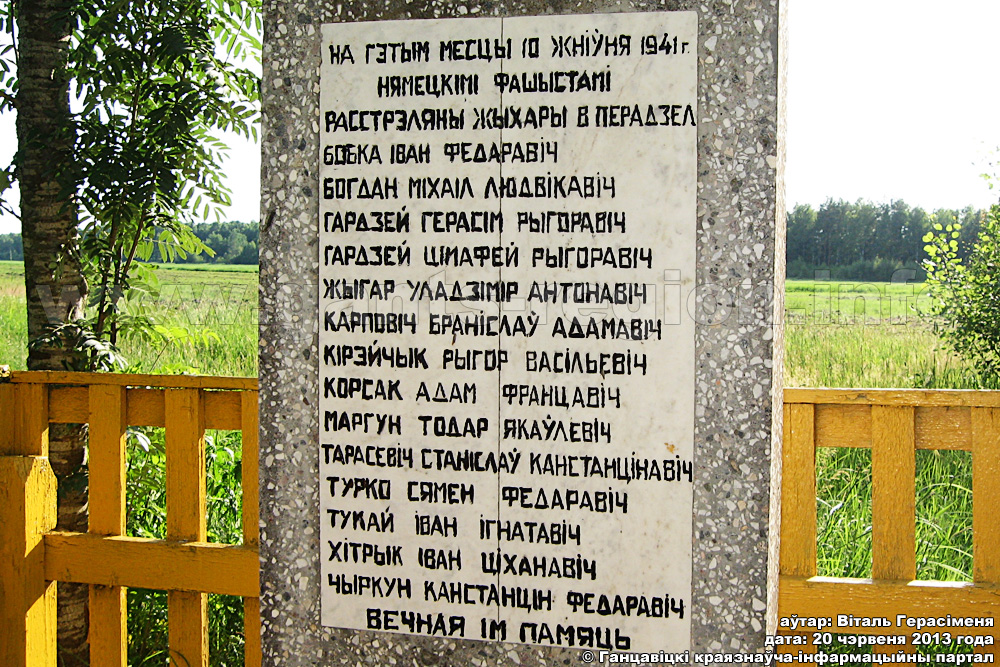 НА ГЭТЫМ МЕСЦЫ 10 ЖНІЎНЯ 1941 г.
НЯМЕЦКІМІ ФАШЫСТАМІ
РАССТРЭЛЯНЫ ЖЫХАРЫ В ПЕРАДЗЕЛ
БОБКА ІВАН ФЕДАРАВІЧ
БОГДАН МІХАІЛ ЛЮДВІКАВІЧ
ГАРДЗЕЙ ГЕРАСІМ РЫГОРАВІЧ
ГАРДЗЕЙ ЦІМАФЕЙ РЫГОРАВІЧ
ЖЫГАР УЛАДЗІМІР АНТОНАВІЧ
КАРПОВІЧ БРАНІСЛАЎ АДАМАВІЧ
КІРЭЙЧЫК РЫГОР ВАСІЛЬЕВІЧ
КОРСАК АДАМ ФРАНЦАВІЧ
МАРГУН ТОДАР ЯКАЎЛЕВІЧ
ТАРАСЕВІЧ СТАНІСЛАЎ КАНСТАНЦІНАВІЧ
ТУРКО СЯМЕН ФЕДАРАВІЧ
ТУКАЙ ІВАН ІГНАТАВІЧ
ХІТРЫК ІВАН ЦІХАНАВІЧ
ЧЫРКУН КАНСТАНЦІН ФЕДАРАВІЧ
ВЕЧНАЯ ІМ ПАМЯЦЬ
аўтар: Віталь Герасіменя
дата: 20 чэрвеня 2013 года
© Ганцавіцкі краязнаўча-інфармацыйны партал